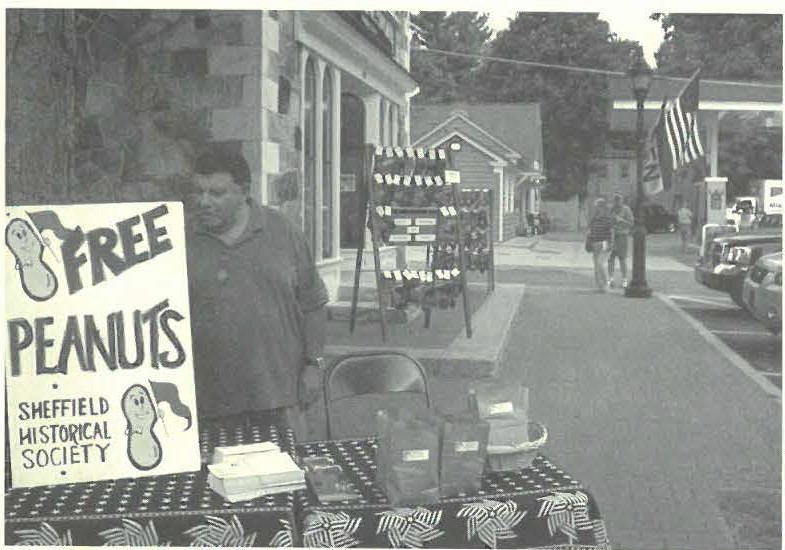 FREE
PEANUTS
SHEFFIELD
HISTORICAL
SOCIETY